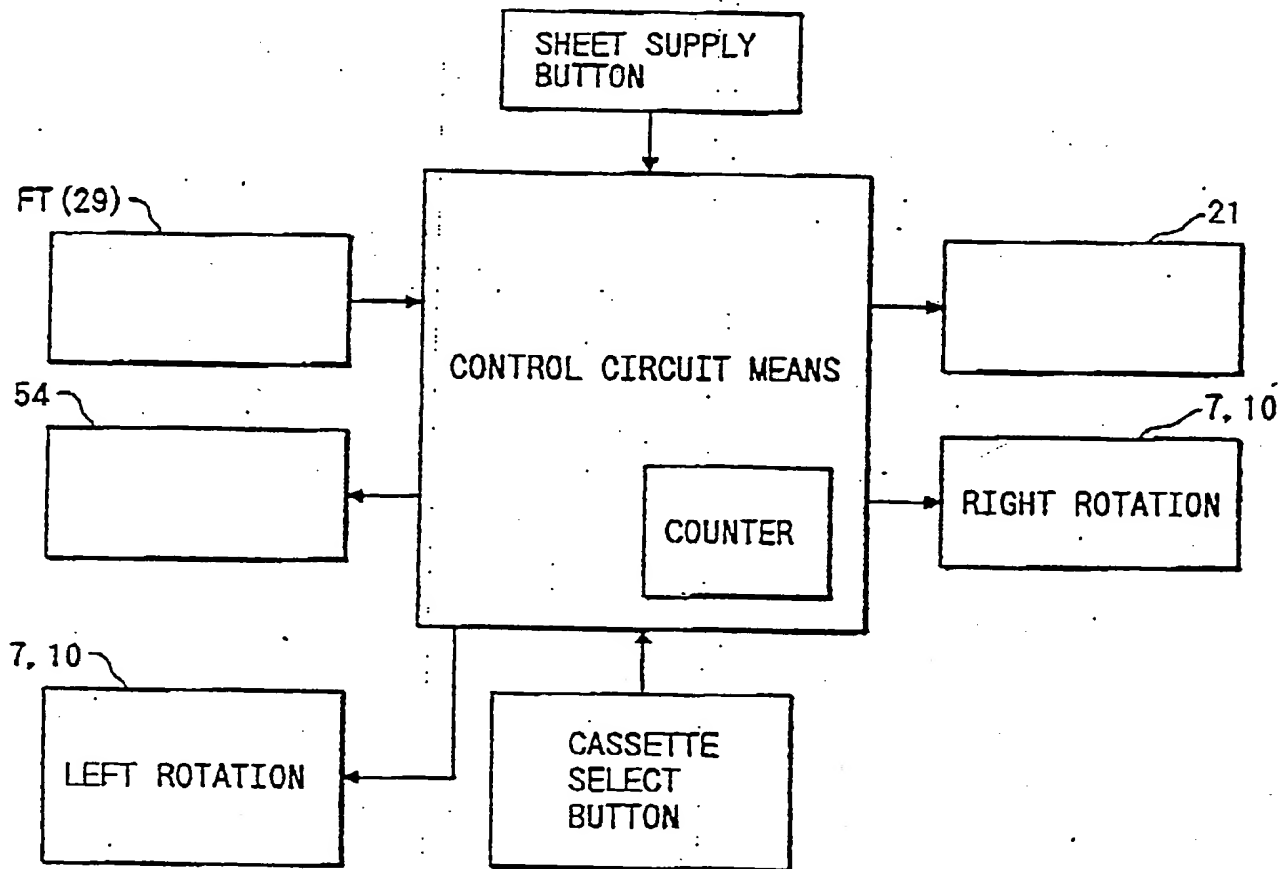 SHEET SUPPLY
BUTTON
FT (29)
21
CONTROL CIRCUIT MEANS
54
7, 10
COUNTER
RIGHT ROTATION
7, 10
LEFT ROTATION
CASSETTE
SELECT
BUTTON